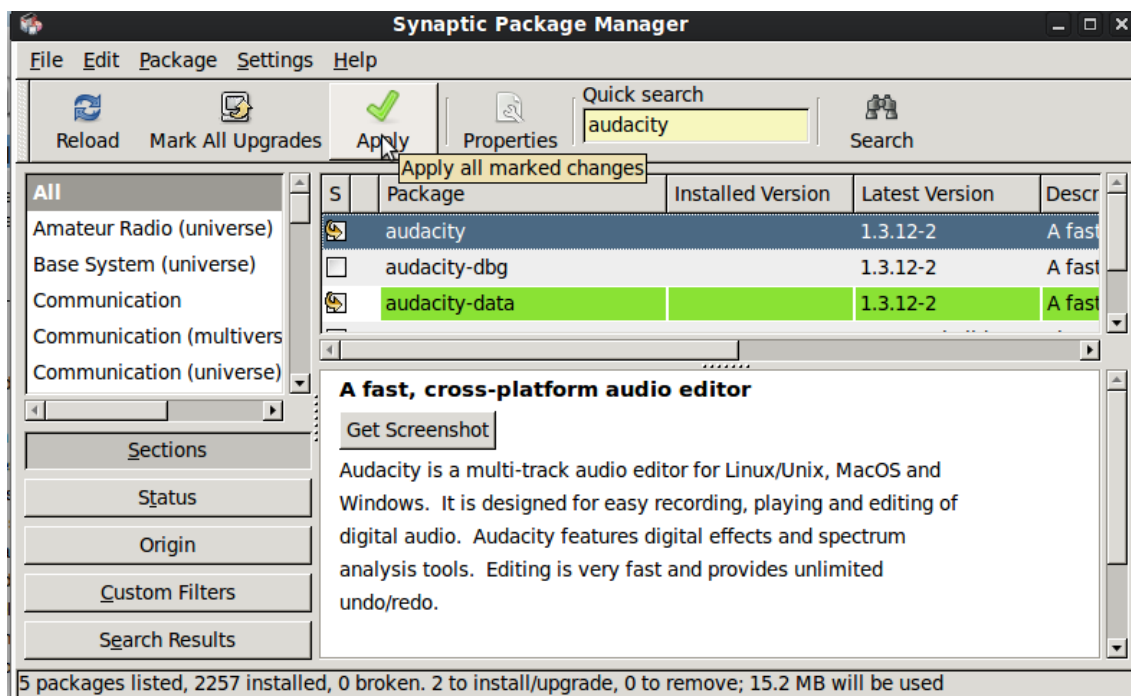 Synaptic Package Manager
File Edit Package Settings Help
Quick search
Reload Mark All Upgrades Apply Properties audacity Search
Apply all marked changes
All
Amateur Radio (universe)
Base System (universe)
Communication
Communication (multivers
Communication (universe)
Sections
Status
Origin
Custom Filters
Search Results
S Package Installed Version Latest Version Descr
audacity 1.3.12-2 A fast
audacity-dbg 1.3.12-2 A fast
audacity-data 1.3.12-2 A fast
A fast, cross-platform audio editor
Get Screenshot
Audacity is a multi-track audio editor for Linux/Unix, MacOS and
Windows. It is designed for easy recording, playing and editing of
digital audio. Audacity features digital effects and spectrum
analysis tools. Editing is very fast and provides unlimited
undo/redo.
5 packages listed, 2257 installed, 0 broken. 2 to install/upgrade, 0 to remove; 15.2 MB will be used